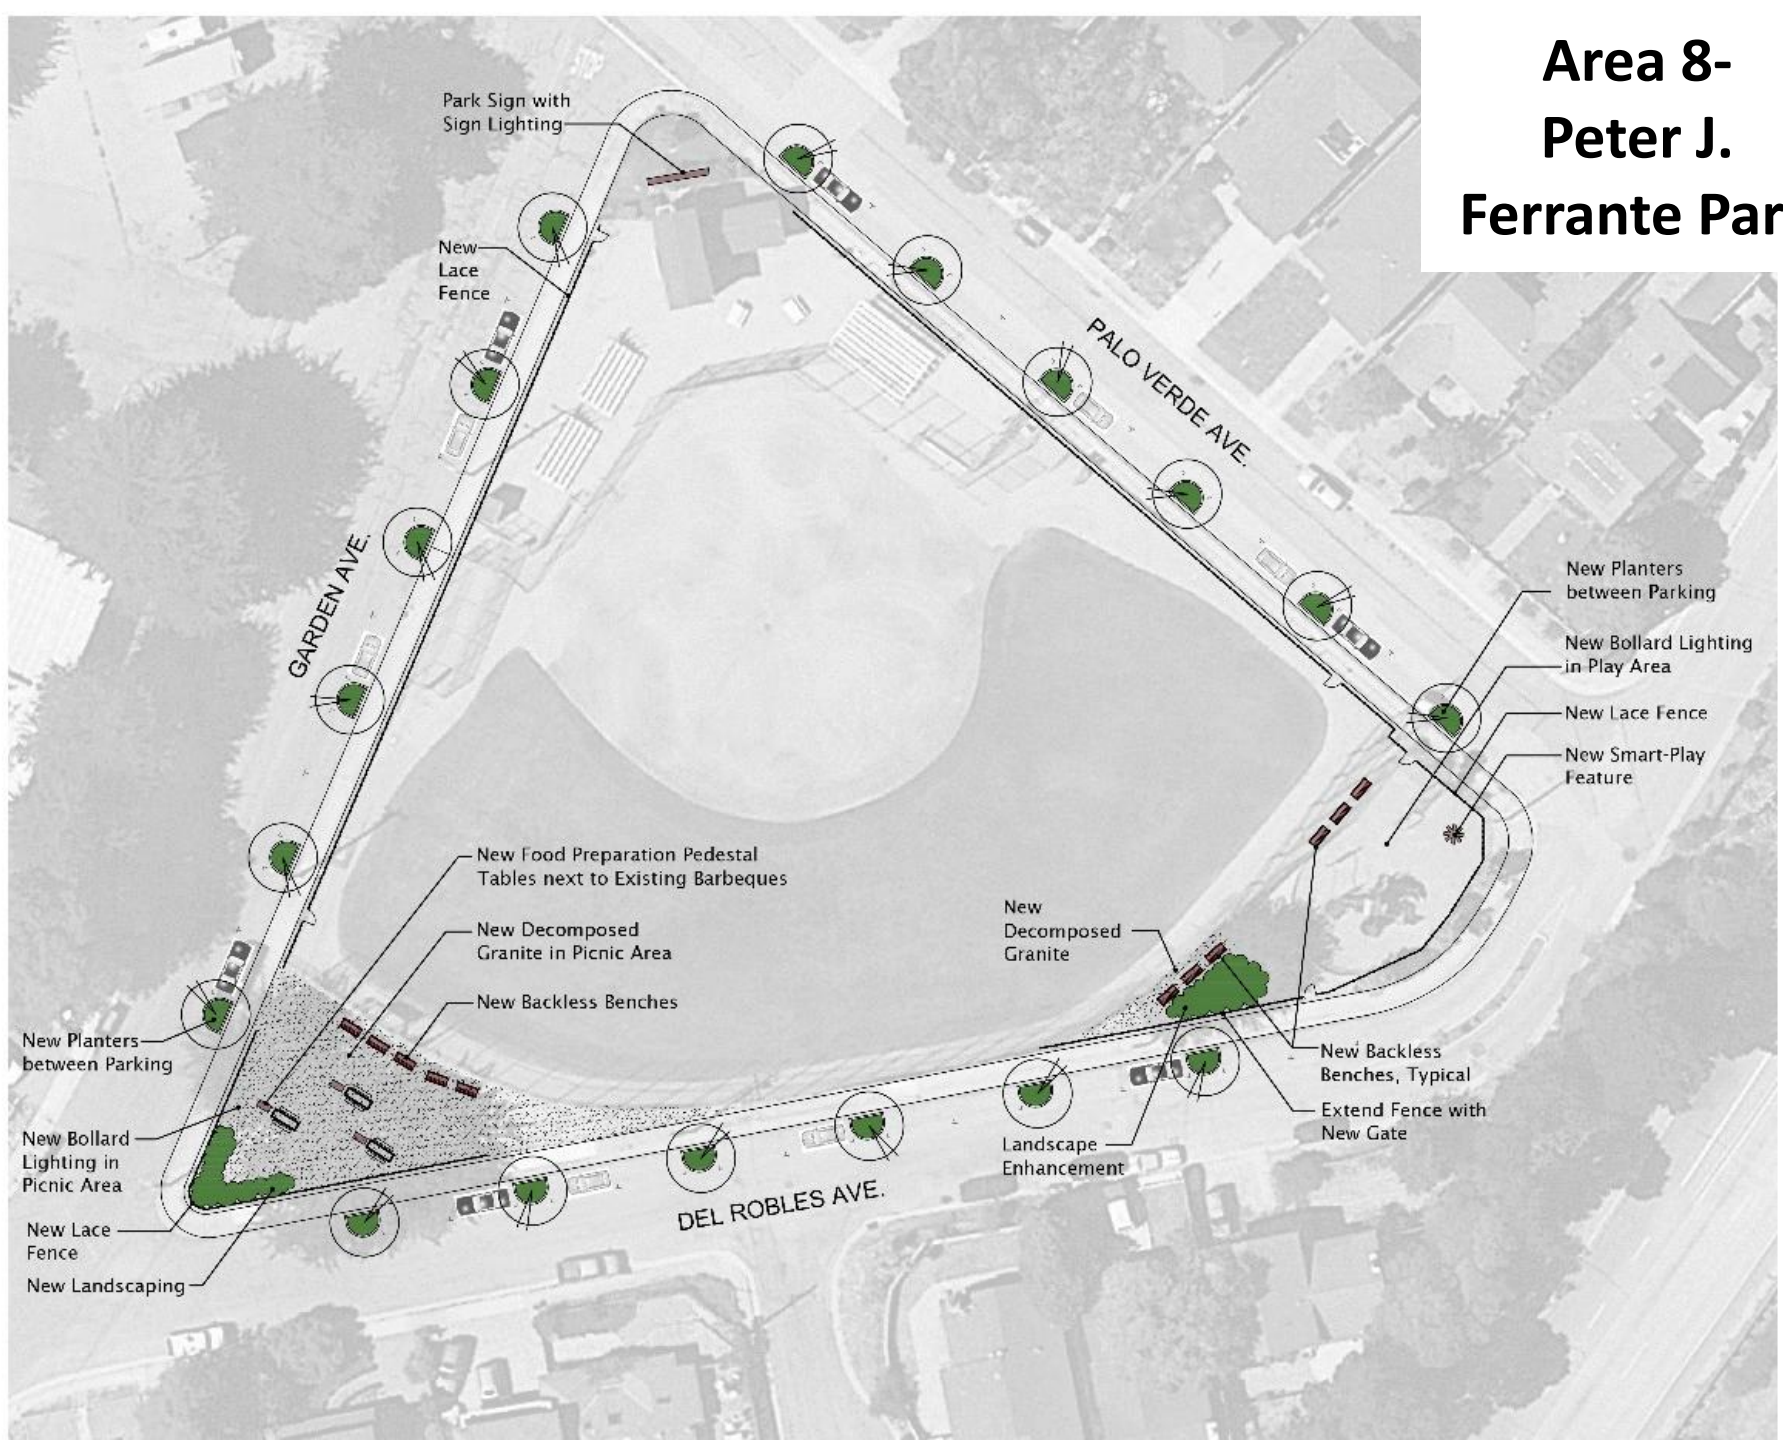 Area 8-
Peter J.
Ferrante Par
Park Sign with
Sign Lighting
New
Lace
Fence
PALO VERDE AVE.
GARDEN AVE.
New Planters
between Parking
New Bollard Lighting
in Play Area
New Lace Fence
New Smart-Play
Feature
New Food Preparation Pedestal
Tables next to Existing Barbeques
New Decomposed
Granite in Picnic Area
New Backless Benches
New
Decomposed
Granite
New Planters
between Parking
New Bollard
Lighting in
Picnic Area
New Lace
Fence
New Landscaping
New Backless
Benches, Typical
Extend Fence with
New Gate
Landscape
Enhancement
DEL ROBLES AVE.